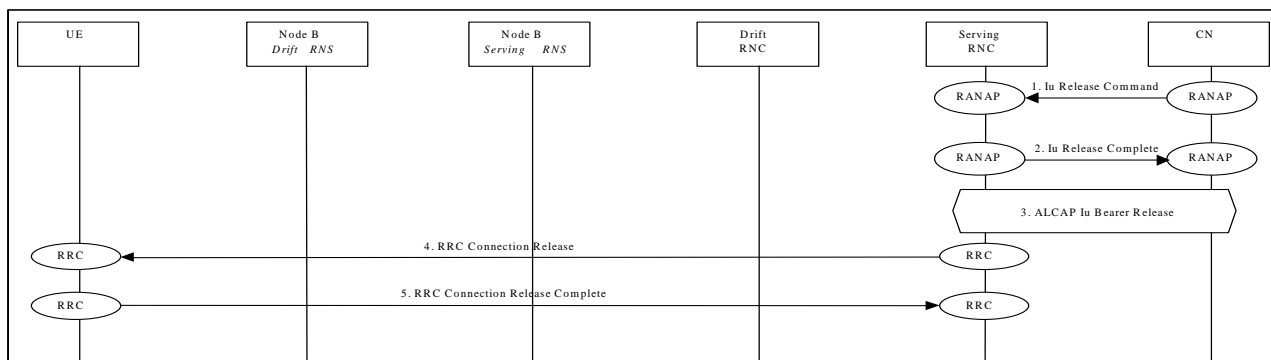 UE
Node B
Drift RNS
Node B
Serving RNS
Drift
RNC
Serving
RNC
CN
RANAP
1. Iu Release Command
RANAP
RANAP
2. Iu Release Complete
RANAP
3. ALCAP Iu Bearer Release
RRC
4. RRC Connection Release
RRC
RRC
5. RRC Connection Release Complete
RRC